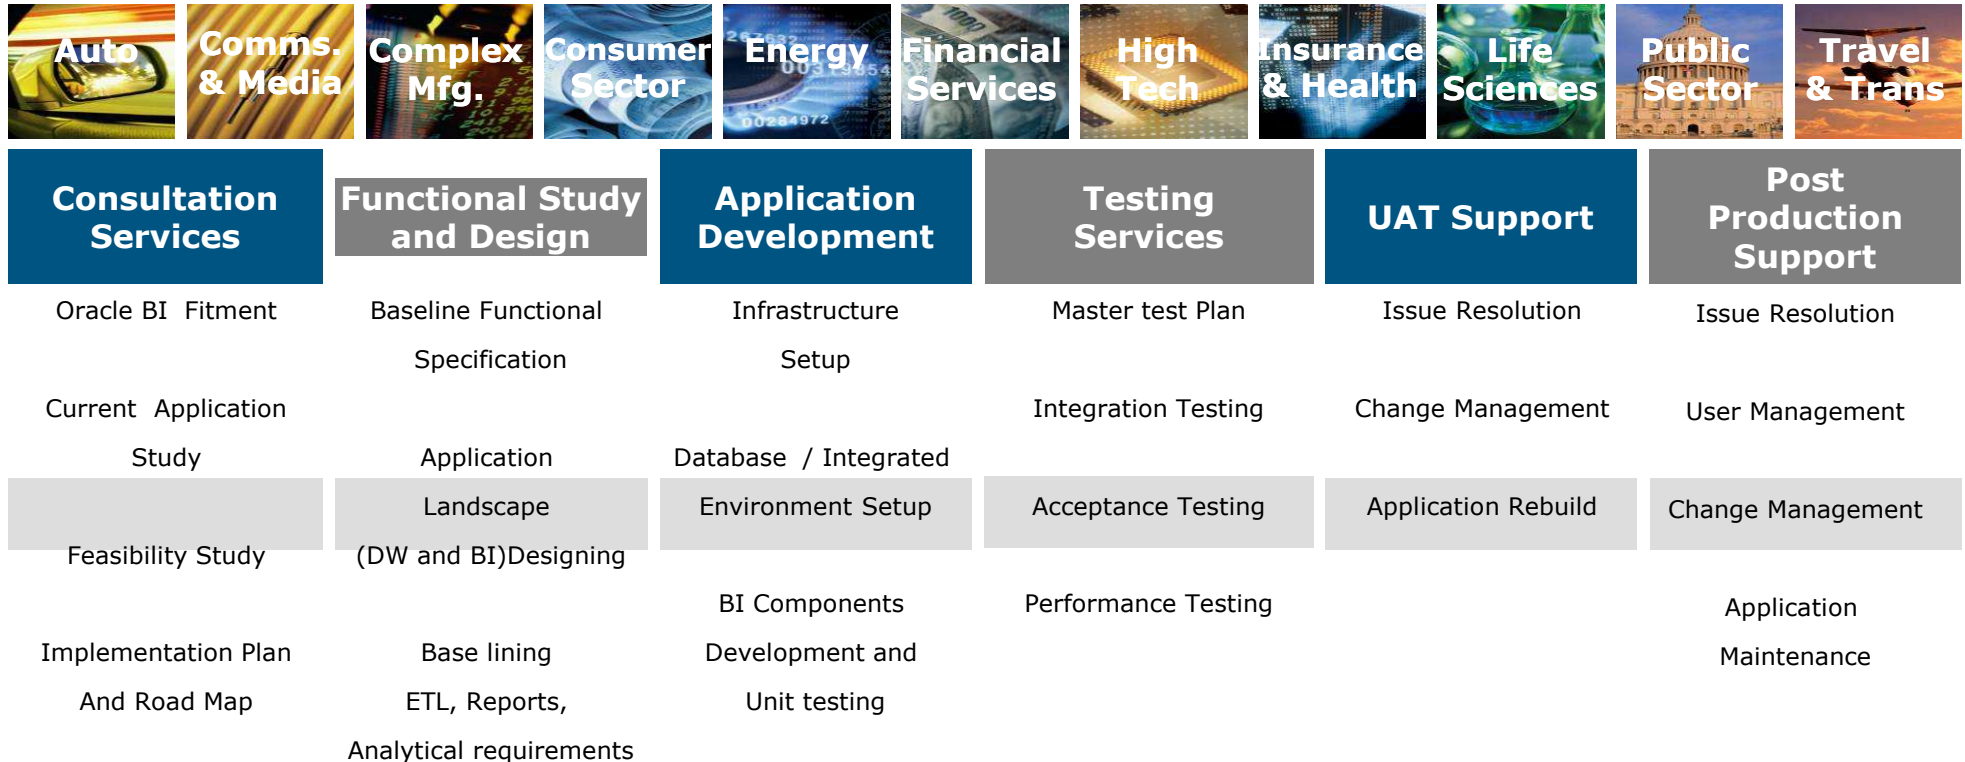 Auto
Comms.
& Media
Complex
Mfg.
Consumer
Sector
Energy
Financial
Services
High
Tech
Insurance
& Health
Life
Sciences
Public
Sector
Travel
& Trans
1000
00284972
Consultation
Services
Functional Study
and Design
Application
Development
Testing
Services
UAT Support
Post
Production
Support
Oracle BI  Fitment
Current  Application
Study
Feasibility Study
Implementation Plan
And Road Map
Baseline Functional
Specification
Application
Landscape
(DW and BI)Designing
Base lining
ETL, Reports,
Analytical requirements
Infrastructure
Setup
Database  / Integrated
Environment Setup
BI Components
Development and
Unit testing
Master test Plan
Integration Testing
Acceptance Testing
Performance Testing
Issue Resolution
Change Management
Application Rebuild
Issue Resolution
User Management
Change Management
Application
Maintenance